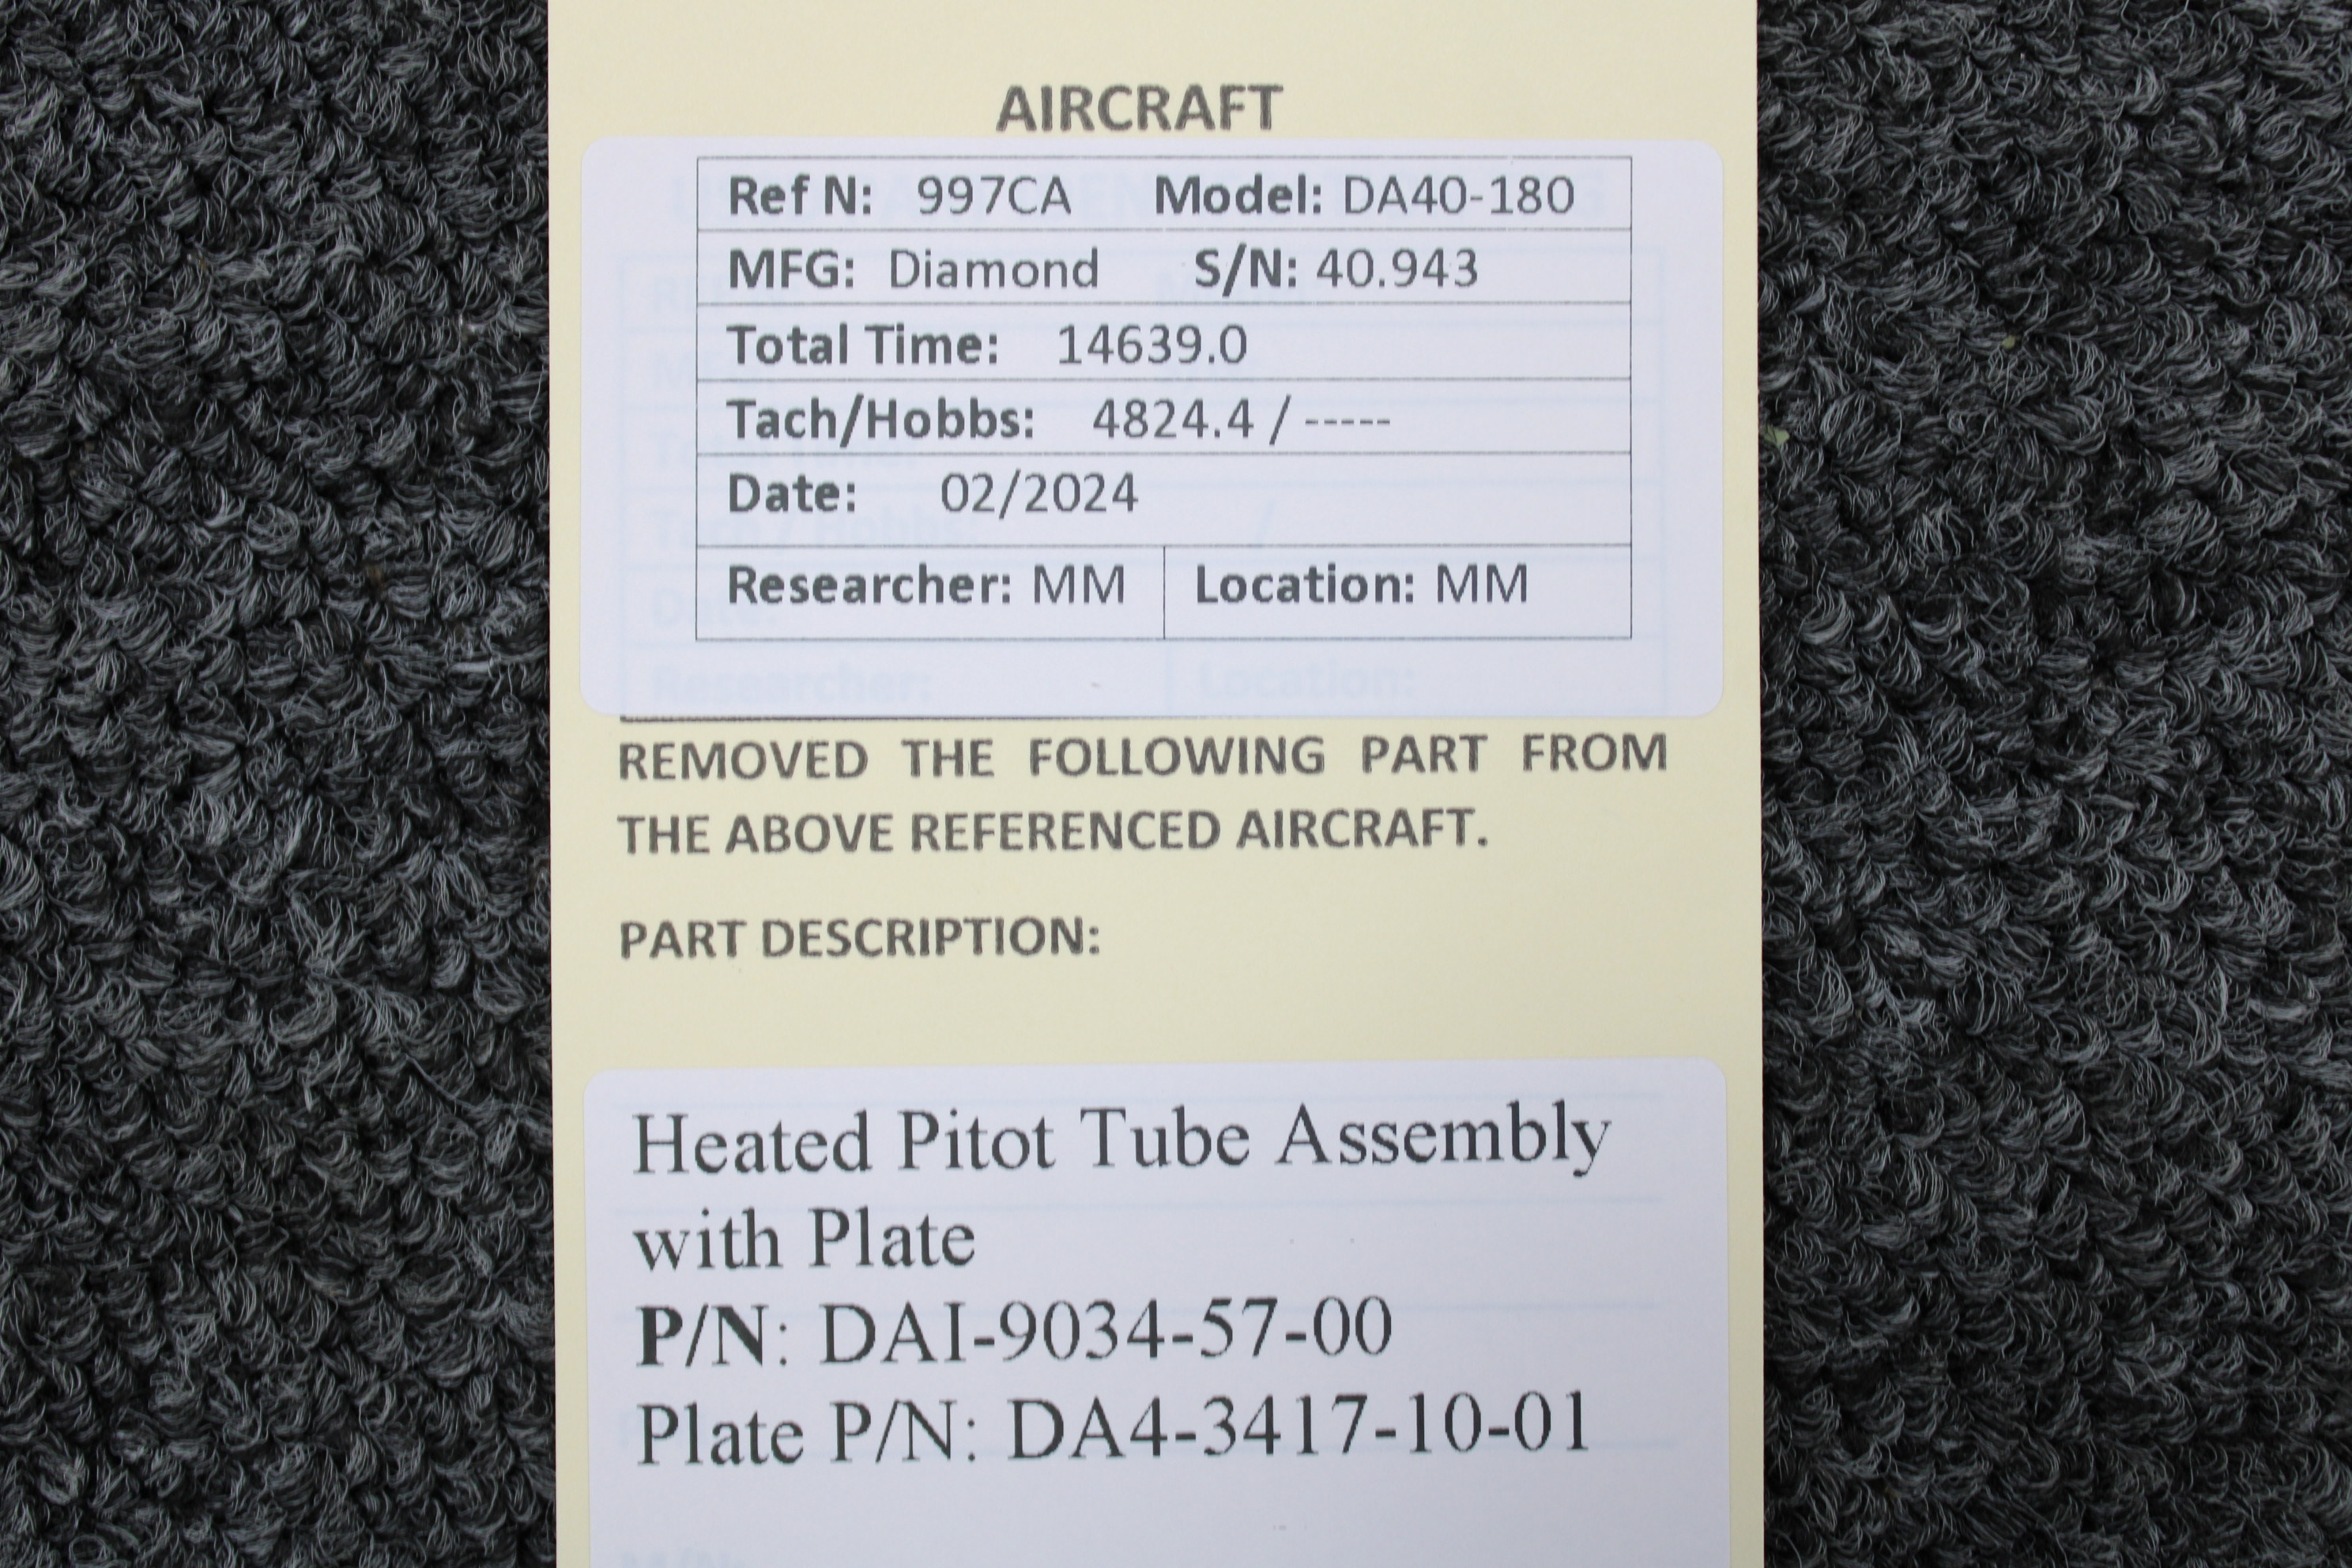 AIRCRAFT
Ref N: 997CA Model: DA40-180
MFG: Diamond S/N: 40.943
Total Time: 14639.0
Tach/Hobbs: 4824.4 / -----
Date: 02/2024
Researcher: MM Location: MM
REMOVED THE FOLLOWING PART FROM
THE ABOVE REFERENCED AIRCRAFT.
PART DESCRIPTION:
Heated Pitot Tube Assembly
with Plate
P/N: DAI-9034-57-00
Plate P/N: DA4-3417-10-01